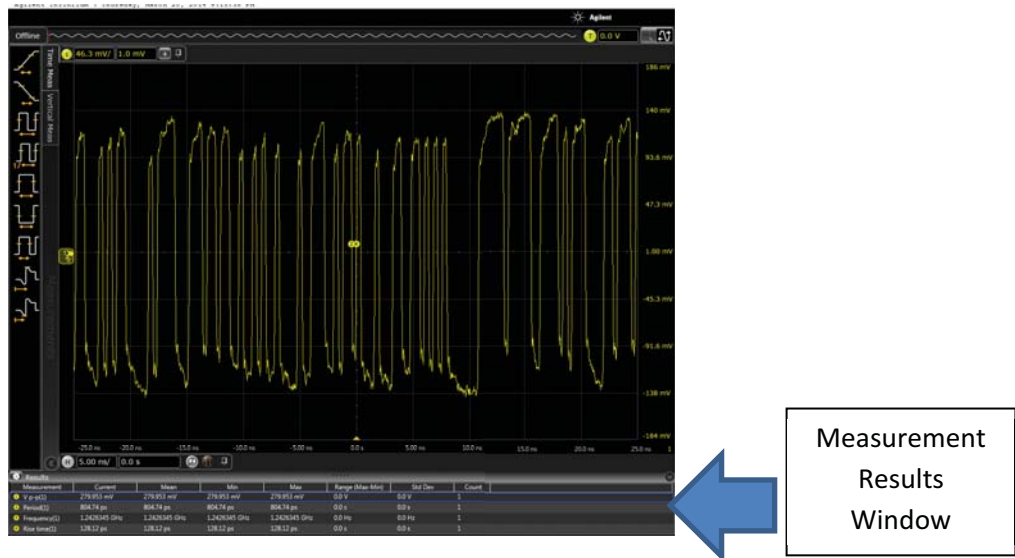 Agilent
Offline
T 0.0 V
1 46.3 mV/ 1.0 mV
Time Meas
Vertical Meas
Measurements
186 mV
140 mV
93.6 mV
47.3 mV
1.00 mV
-45.3 mV
-91.6 mV
-138 mV
-184 mV
-25.0 ns -20.0 ns -15.0 ns -10.0 ns -5.00 ns 0.0 s 5.00 ns 10.0 ns 15.0 ns 20.0 ns 25.0 ns 1
H 5.00 ns/ 0.0 s
Results
Measurement Current Mean Min Max Range (Max-Min) Std Dev Count
V p-p(1) 279.953 mV 279.953 mV 279.953 mV 279.953 mV 0.0 V 0.0 V 1
Period(1) 804.74 ps 804.74 ps 804.74 ps 804.74 ps 0.0 s 0.0 s 1
Frequency(1) 1.2426345 GHz 1.2426345 GHz 1.2426345 GHz 1.2426345 GHz 0.0 Hz 0.0 Hz 1
Rise time(1) 128.12 ps 128.12 ps 128.12 ps 128.12 ps 0.0 s 0.0 s 1
Measurement
Results
Window